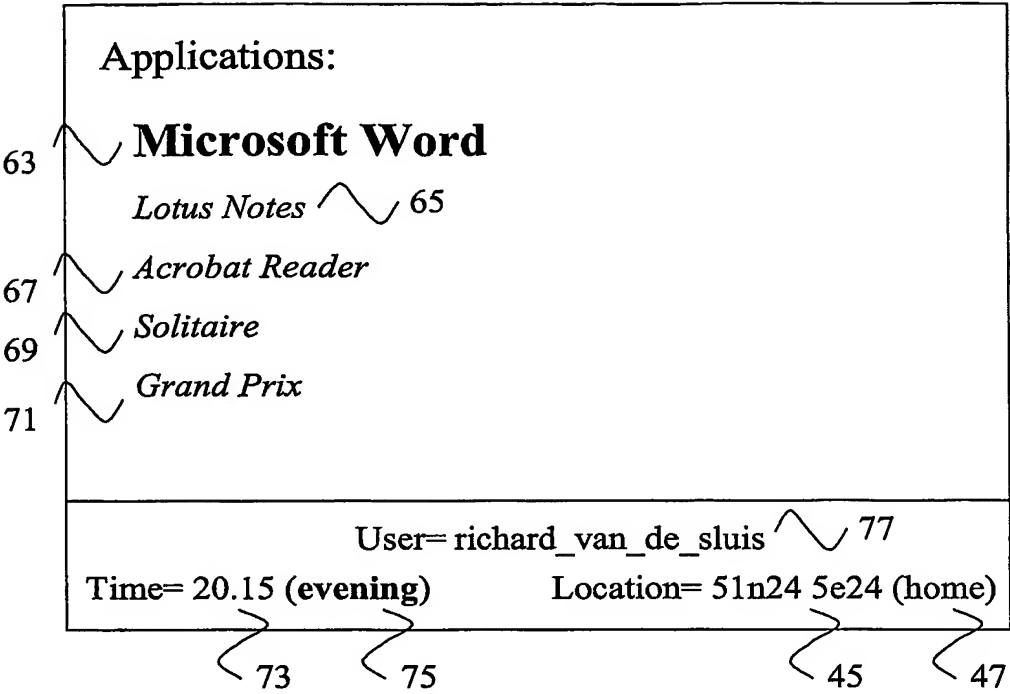 Applications:
63 Microsoft Word
Lotus Notes 65
67 Acrobat Reader
69 Solitaire
71 Grand Prix
User= richard_van_de_sluis 77
Time= 20.15 (evening) Location= 51n24 5e24 (home)
73 75 45 47